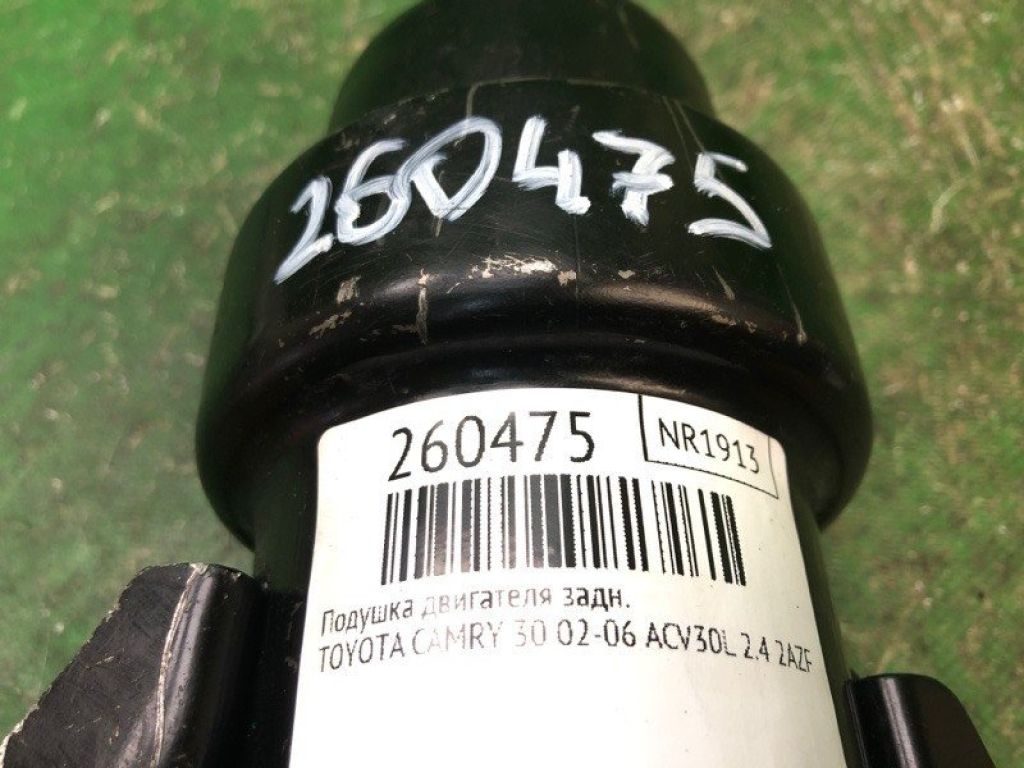 260475
260475
NR1913
Подушка двигателя задн.
TOYOTA CAMRY 30 02-06 ACV30L 2.4 2AZF